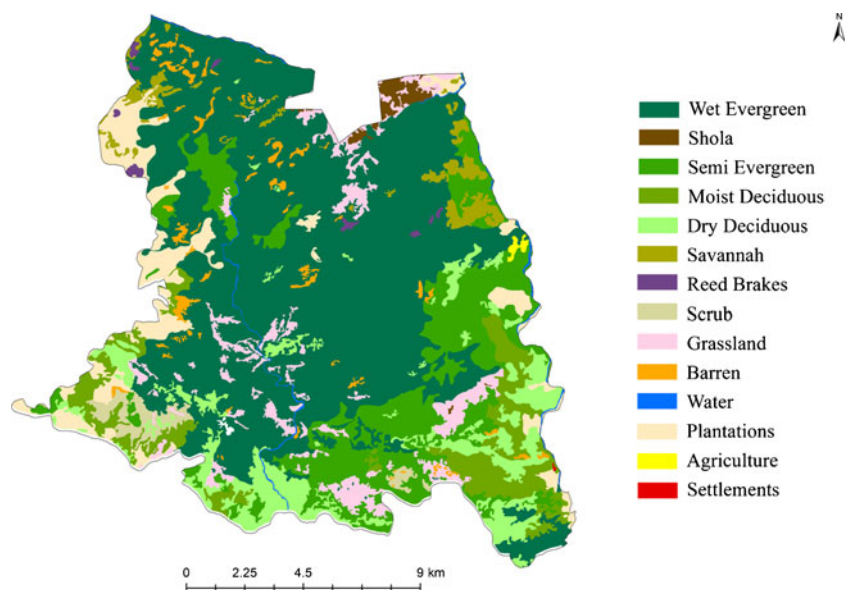 N
Wet Evergreen
Shola
Semi Evergreen
Moist Deciduous
Dry Deciduous
Savannah
Reed Brakes
Scrub
Grassland
Barren
Water
Plantations
Agriculture
Settlements
0 2.25 4.5 9 km